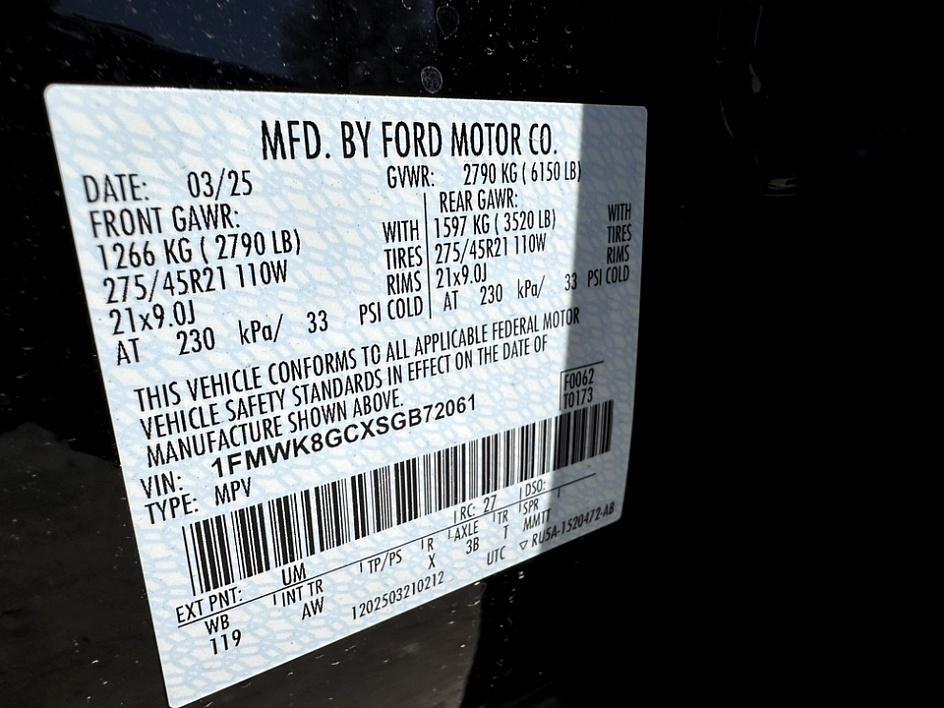 MFD. BY FORD MOTOR CO.
DATE: 03/25 GVWR: 2790 KG ( 6150 LB)
FRONT GAWR:
1266 KG ( 2790 LB) WITH
275/45R21 110W TIRES
21x9.0J RIMS
AT 230 kPa/ 33 PSI COLD
REAR GAWR:
1597 KG ( 3520 LB) WITH
275/45R21 110W TIRES
21x9.0J RIMS
AT 230 kPa/ 33 PSI COLD
THIS VEHICLE CONFORMS TO ALL APPLICABLE FEDERAL MOTOR
VEHICLE SAFETY STANDARDS IN EFFECT ON THE DATE OF
MANUFACTURE SHOWN ABOVE.
F0062
T0173
VIN: 1FMWK8GCXSGB72061
TYPE: MPV
EXT PNT: UM RC: 27 DSO:
WB INT TR TP/PS R AXLE TR SPR
119 AW X 3B T MMTT
1202503210212 UTC ▽ RU5A-1520472-AB